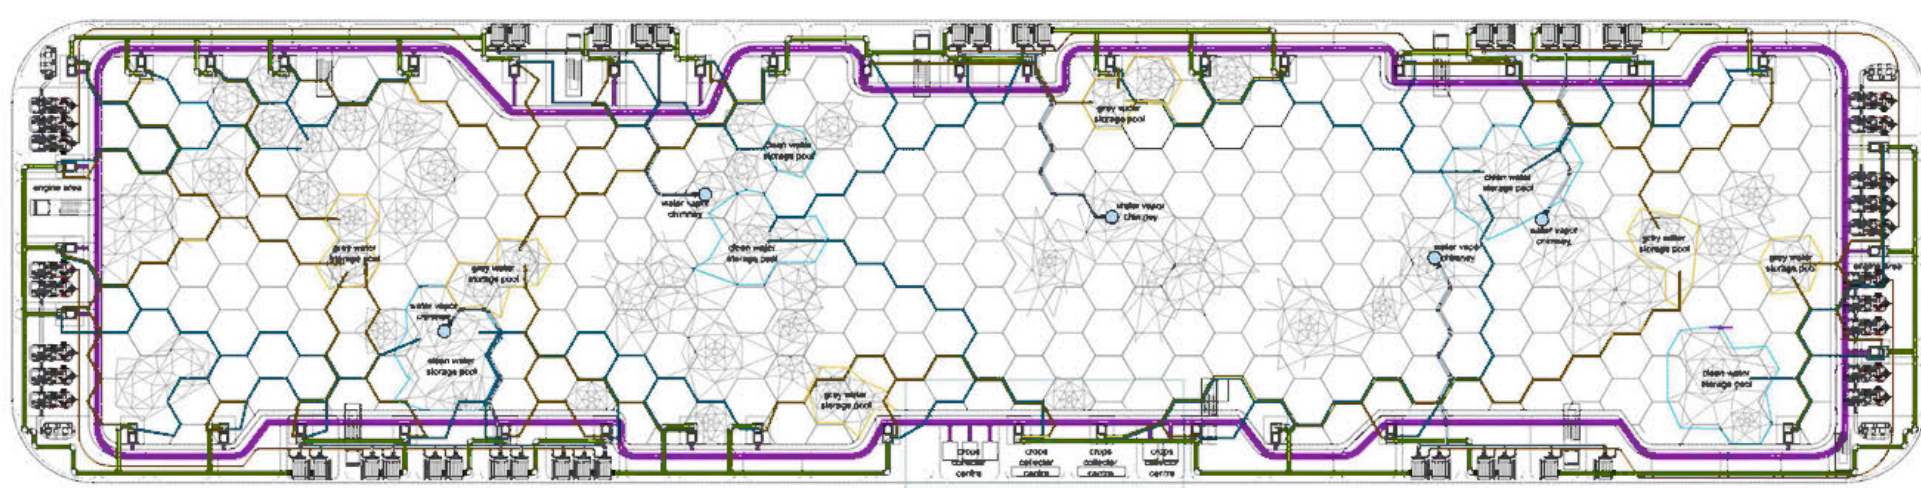 grey water
storage pool
clean water
storage pool
clean water
storage pool
engine area
water vapor
chimney
water vapor
chimney
water vapor
chimney
grey water
storage pool
clean water
storage pool
grey water
storage pool
water vapor
chimney
grey water
storage pool
grey water
storage pool
engine area
water vapor
chimney
clean water
storage pool
clean water
storage pool
grey water
storage pool
crops
collector
centre
crops
collector
centre
crops
collector
centre
crops
collector
centre